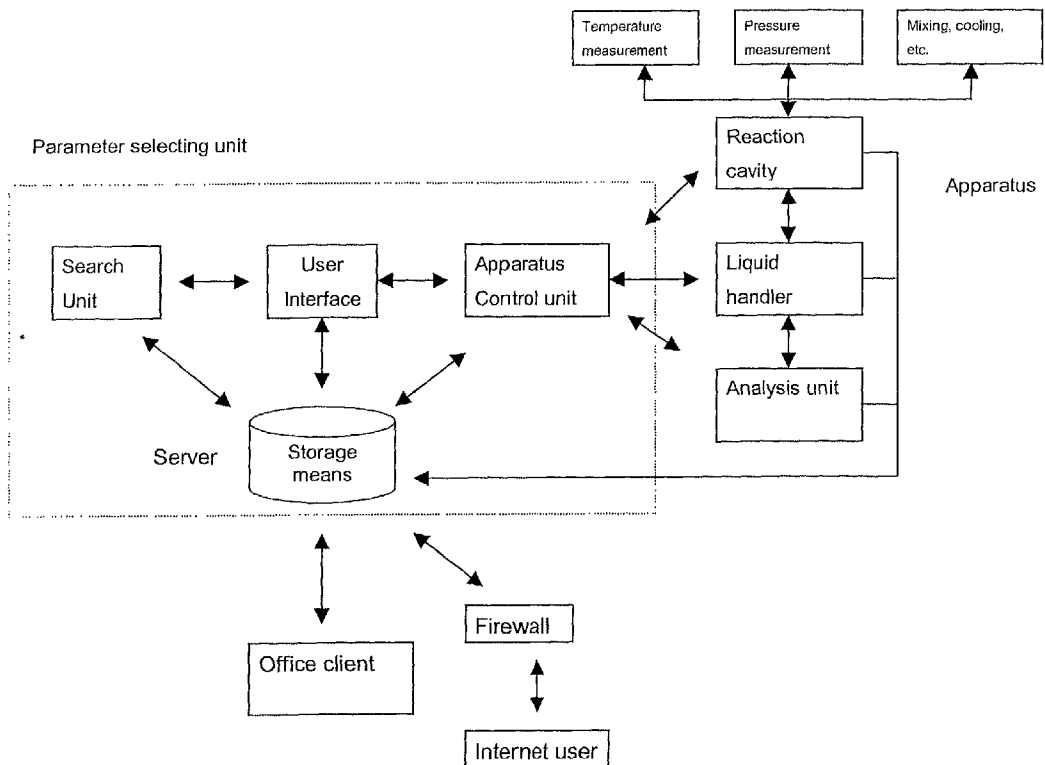 Temperature
measurement
Pressure
measurement
Mixing, cooling,
etc.
Parameter selecting unit
Reaction
cavity
Apparatus
Search
Unit
User
Interface
Apparatus
Control unit
Liquid
handler
Analysis unit
Server
Storage
means
Firewall
Office client
Internet user